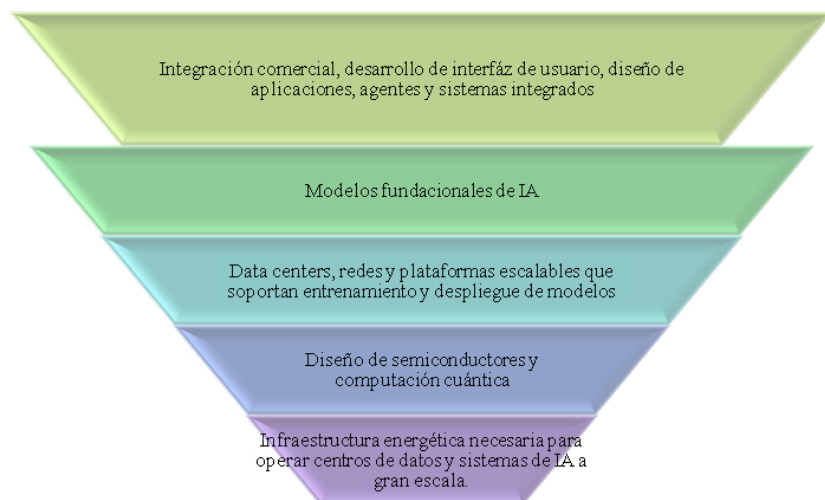 Integración comercial, desarrollo de interfáz de usuario, diseño de
aplicaciones, agentes y sistemas integrados
Modelos fundacionales de IA
Data centers, redes y plataformas escalables que
soportan entrenamiento y despliegue de modelos
Diseño de semiconductores y
computación cuántica
Infraestructura energética necesaria para
operar centros de datos y sistemas de IA a
gran escala.